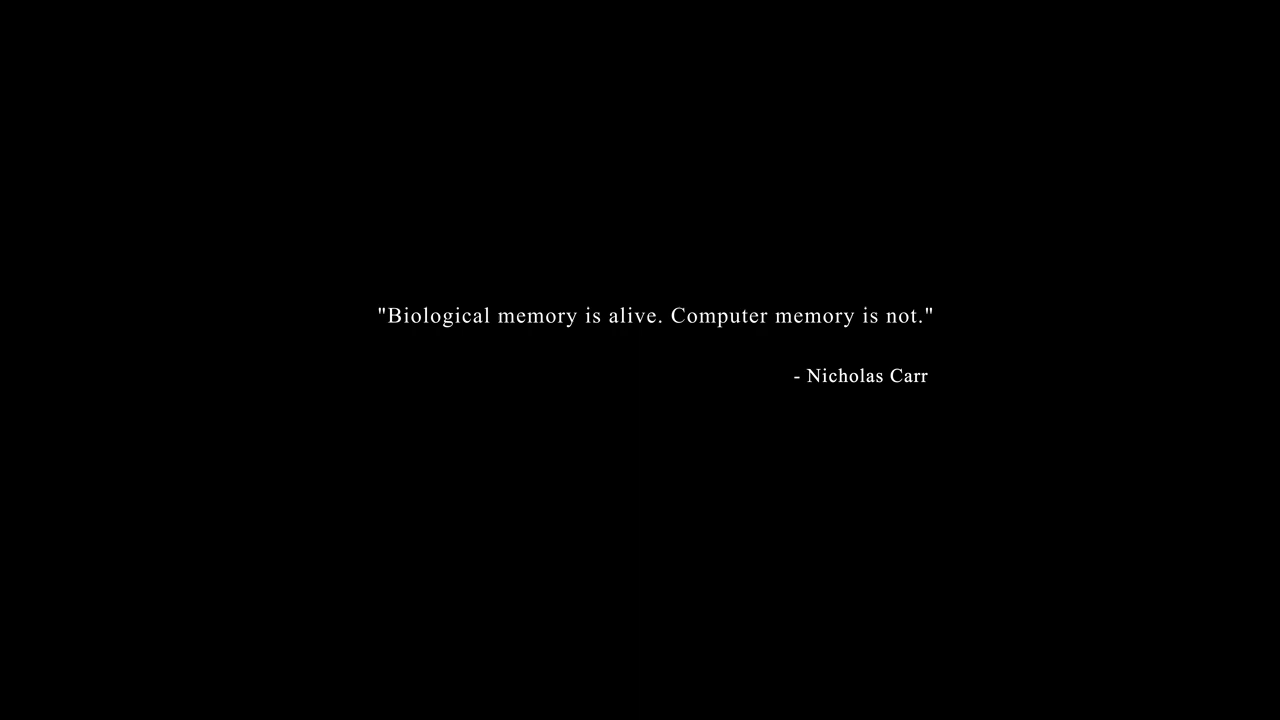 "Biological memory is alive. Computer memory is not."
- Nicholas Carr